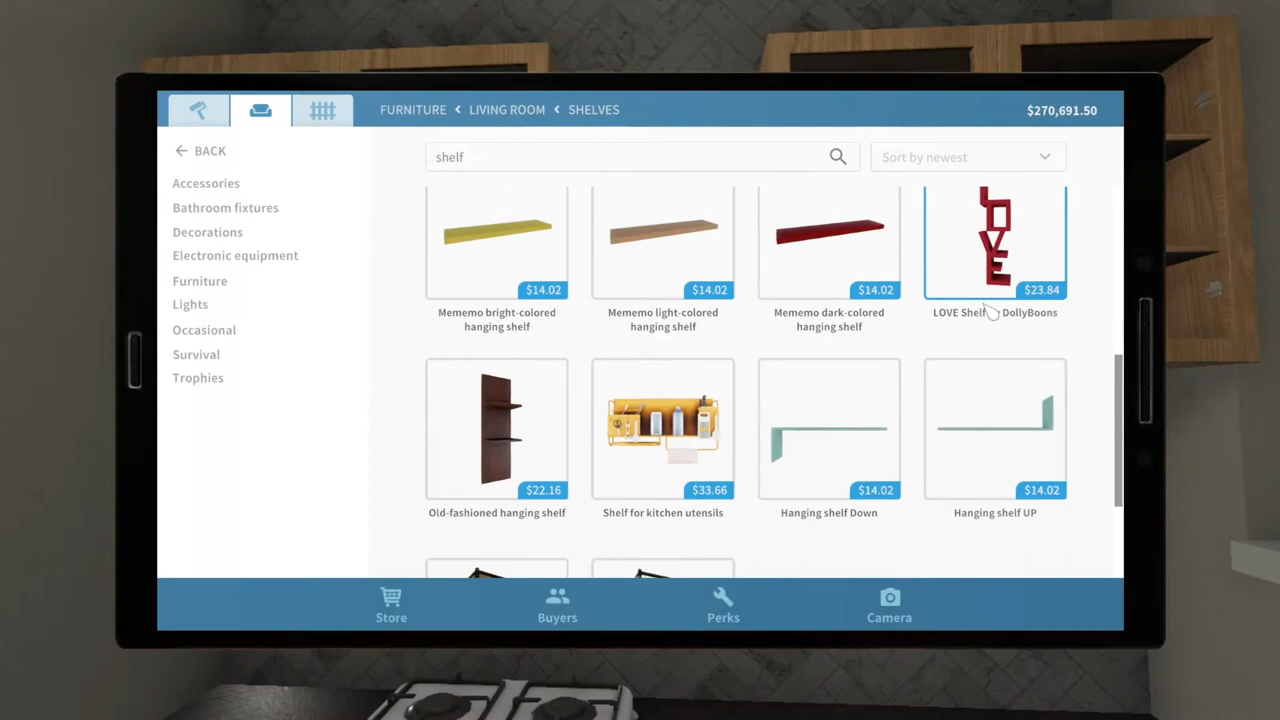 FURNITURE < LIVING ROOM < SHELVES
$270,691.50
BACK
shelf
Sort by newest
Accessories
Bathroom fixtures
Decorations
Electronic equipment
Furniture
Lights
Occasional
Survival
Trophies
LOVE
$14.02
$14.02
$14.02
$23.84
Mememo bright-colored
hanging shelf
Mememo light-colored
hanging shelf
Mememo dark-colored
hanging shelf
LOVE Shelf DollyBoons
$22.16
$33.66
$14.02
$14.02
Old-fashioned hanging shelf
Shelf for kitchen utensils
Hanging shelf Down
Hanging shelf UP
Store
Buyers
Perks
Camera